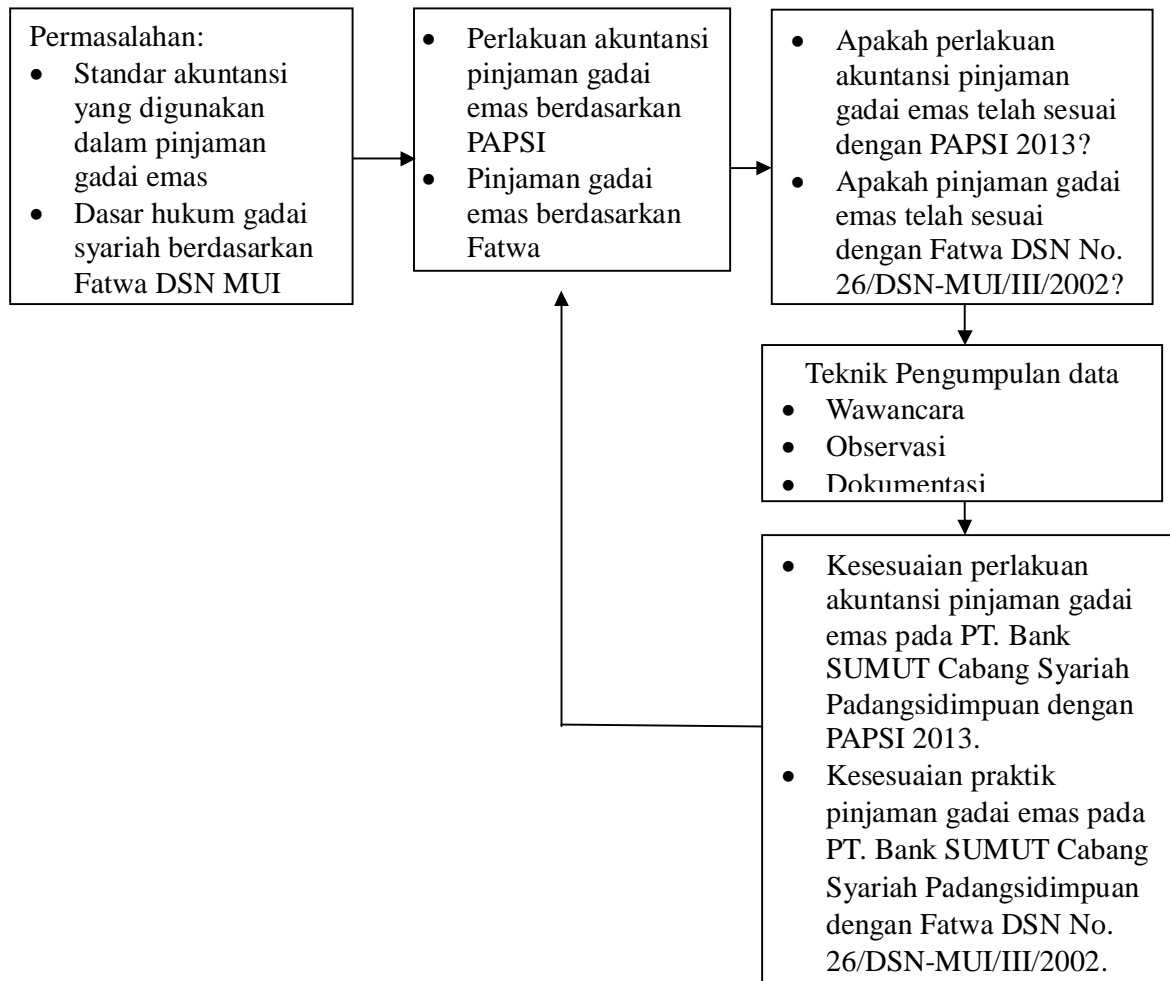 Permasalahan:
• Standar akuntansi
yang digunakan
dalam pinjaman
gadai emas
• Dasar hukum gadai
syariah berdasarkan
Fatwa DSN MUI
• Perlakuan akuntansi
pinjaman gadai
emas berdasarkan
PAPSI
• Pinjaman gadai
emas berdasarkan
Fatwa
• Apakah perlakuan
akuntansi pinjaman
gadai emas telah sesuai
dengan PAPSI 2013?
• Apakah pinjaman gadai
emas telah sesuai
dengan Fatwa DSN No.
26/DSN-MUI/III/2002?
Teknik Pengumpulan data
• Wawancara
• Observasi
• Dokumentasi
• Kesesuaian perlakuan
akuntansi pinjaman gadai
emas pada PT. Bank
SUMUT Cabang Syariah
Padangsidimpuan dengan
PAPSI 2013.
• Kesesuaian praktik
pinjaman gadai emas pada
PT. Bank SUMUT Cabang
Syariah Padangsidimpuan
dengan Fatwa DSN No.
26/DSN-MUI/III/2002.